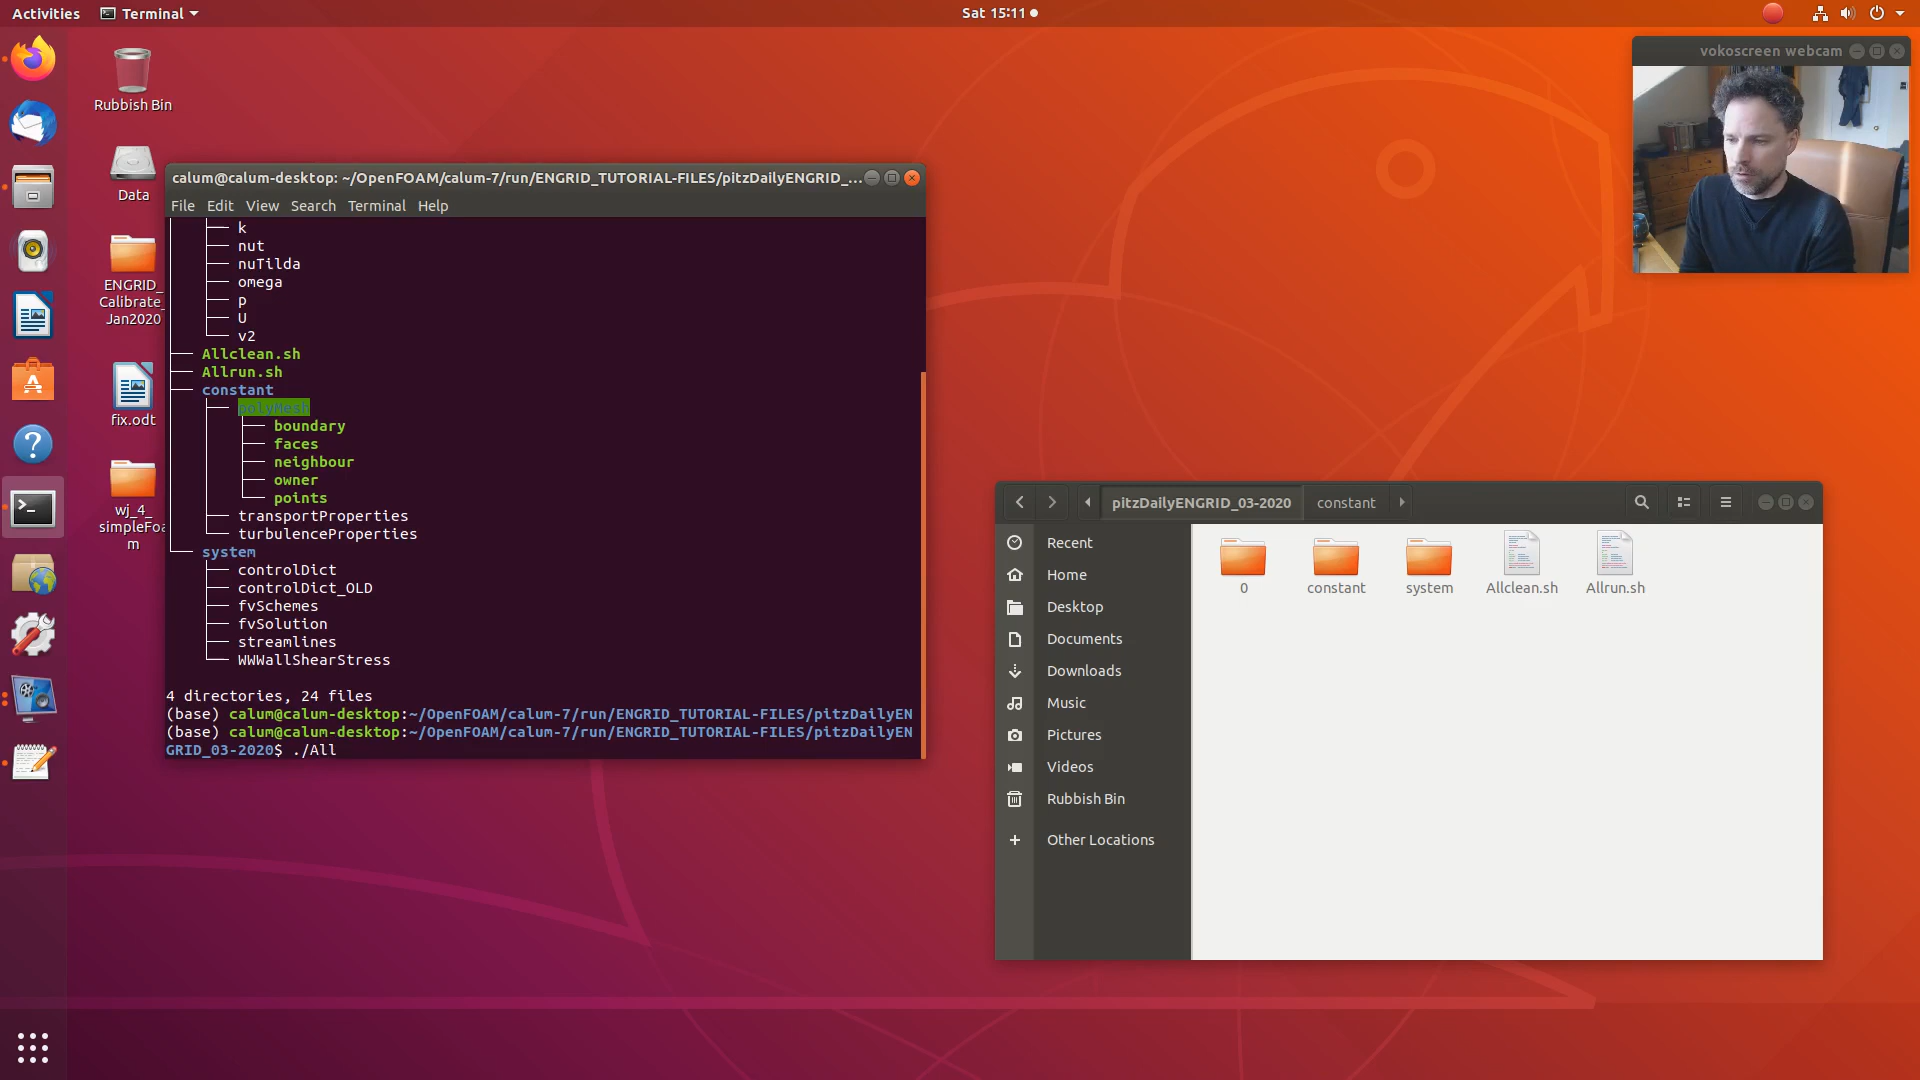 Activities
Terminal
Sat 15:11
vokoscreen webcam
Rubbish Bin
Data
ENGRID_
Calibrate_
Jan2020
fix.odt
wj_4_
simpleFoa
m
calum@calum-desktop: ~/OpenFOAM/calum-7/run/ENGRID_TUTORIAL-FILES/pitzDailyENGRID_...
File Edit View Search Terminal Help
├── k
├── nut
├── nuTilda
├── omega
├── p
├── U
└── v2
├── Allclean.sh
├── Allrun.sh
├── constant
├── polyMesh
├── boundary
├── faces
├── neighbour
├── owner
└── points
├── transportProperties
└── turbulenceProperties
└── system
├── controlDict
├── controlDict_OLD
├── fvSchemes
├── fvSolution
├── streamlines
└── WWWallShearStress
4 directories, 24 files
(base) calum@calum-desktop:~/OpenFOAM/calum-7/run/ENGRID_TUTORIAL-FILES/pitzDailyEN
(base) calum@calum-desktop:~/OpenFOAM/calum-7/run/ENGRID_TUTORIAL-FILES/pitzDailyEN
GRID_03-2020$ ./All
pitzDailyENGRID_03-2020
constant
Recent
Home
Desktop
Documents
Downloads
Music
Pictures
Videos
Rubbish Bin
Other Locations
0
constant
system
Allclean.sh
Allrun.sh